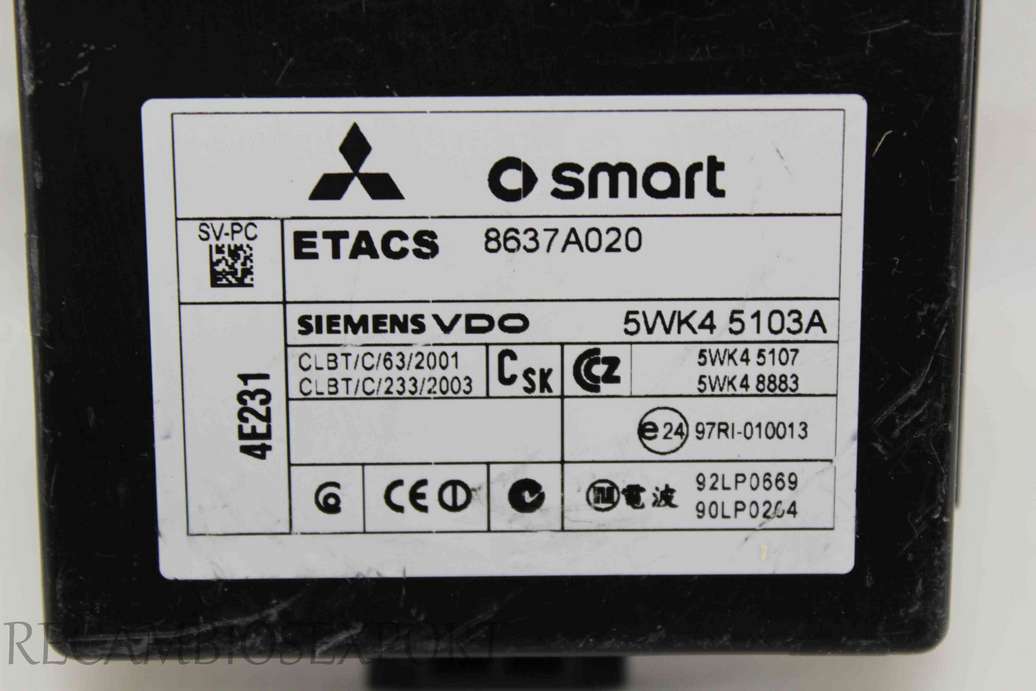 smart
SV-PC
ETACS 8637A020
SIEMENS VDO 5WK4 5103A
CLBT/C/63/2001
CLBT/C/233/2003
CSK
CCZ
5WK4 5107
5WK4 8883
4E231
e24 97RI-010013
CE
電波
92LP0669
90LP0204
RECAMBIOSEXPORT